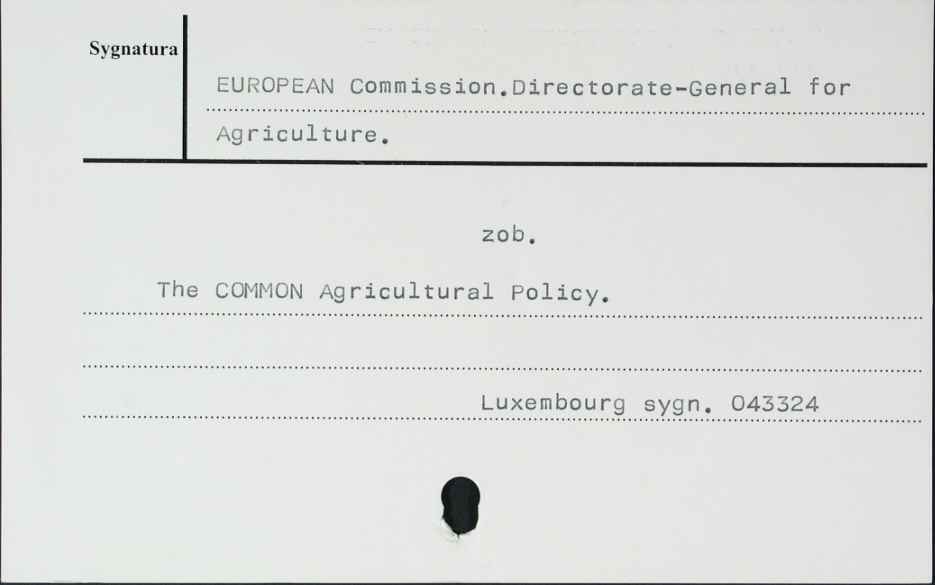 Sygnatura
EUROPEAN Commission.Directorate-General for
Agriculture.
zob.
The COMMON Agricultural Policy.
Luxembourg sygn. 043324